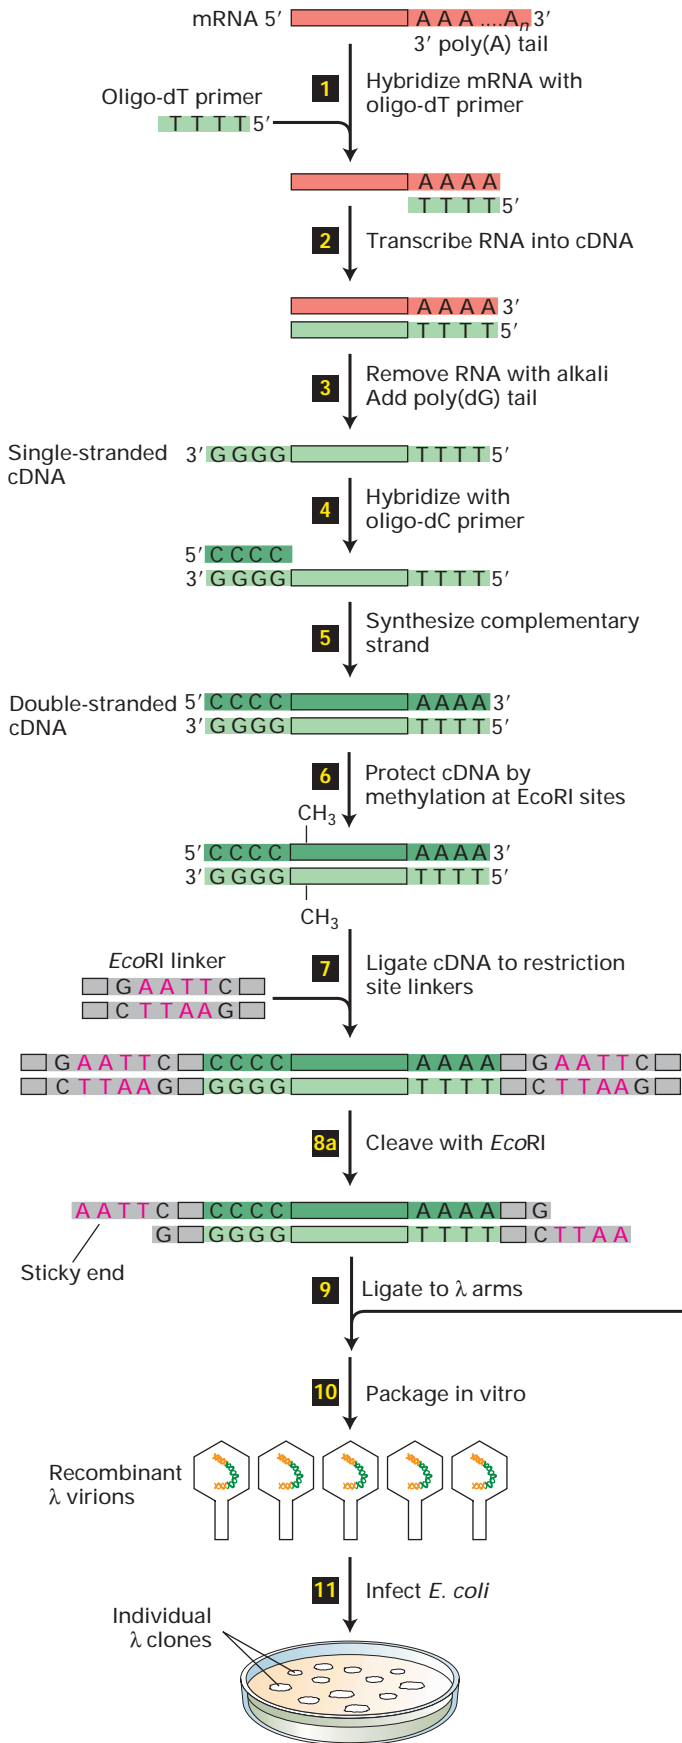 mRNA 5′ A A A ....Aₙ 3′
3′ poly(A) tail
1 Hybridize mRNA with
oligo-dT primer
Oligo-dT primer
T T T T 5′
A A A A
T T T T 5′
2 Transcribe RNA into cDNA
A A A A 3′
T T T T 5′
3 Remove RNA with alkali
Add poly(dG) tail
Single-stranded
cDNA
3′ G G G G T T T T 5′
4 Hybridize with
oligo-dC primer
5′ C C C C
3′ G G G G T T T T 5′
5 Synthesize complementary
strand
Double-stranded
cDNA
5′ C C C C A A A A 3′
3′ G G G G T T T T 5′
6 Protect cDNA by
methylation at EcoRI sites
CH₃
5′ C C C C A A A A 3′
3′ G G G G T T T T 5′
CH₃
EcoRI linker
G A A T T C
C T T A A G
7 Ligate cDNA to restriction
site linkers
G A A T T C C C C C A A A A G A A T T C
C T T A A G G G G G T T T T C T T A A G
8a Cleave with EcoRI
A A T T C C C C C A A A A G
G G G G G T T T T C T T A A
Sticky end
9 Ligate to λ arms
10 Package in vitro
Recombinant
λ virions
11 Infect E. coli
Individual
λ clones